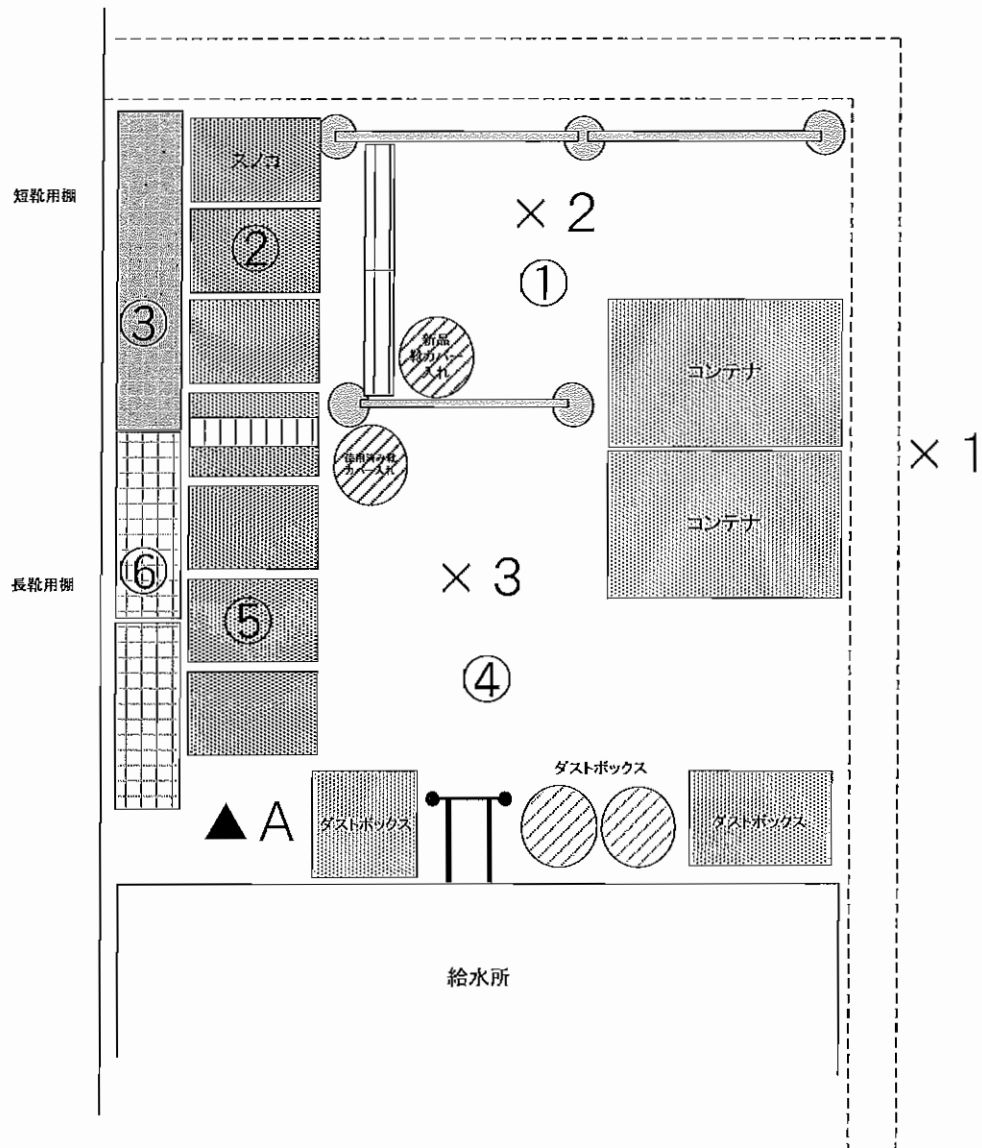 短靴用棚
スノコ
× 2
②
①
③
新品
靴カバー
入れ
コンテナ
× 1
使用済み靴
カバー入れ
コンテナ
長靴用棚
⑥
× 3
⑤
④
ダストボックス
▲ A
ダストボックス
ダストボックス
給水所